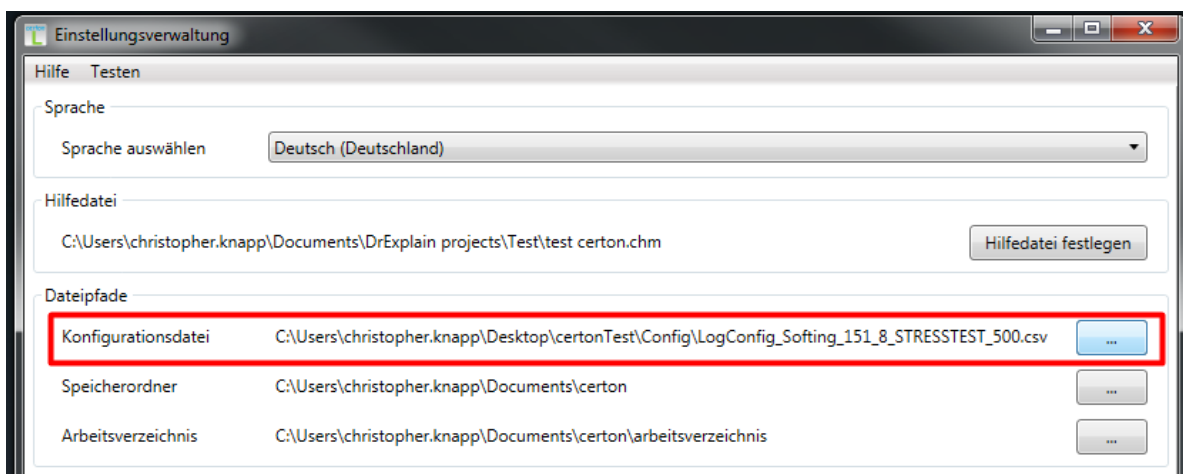 Einstellungsverwaltung
Hilfe Testen
Sprache
Sprache auswählen Deutsch (Deutschland)
Hilfedatei
C:\Users\christopher.knapp\Documents\DrExplain projects\Test\test certon.chm Hilfedatei festlegen
Dateipfade
Konfigurationsdatei C:\Users\christopher.knapp\Desktop\certonTest\Config\LogConfig_Softing_151_8_STRESSTEST_500.csv ...
Speicherordner C:\Users\christopher.knapp\Documents\certon ...
Arbeitsverzeichnis C:\Users\christopher.knapp\Documents\certon\arbeitsverzeichnis ...